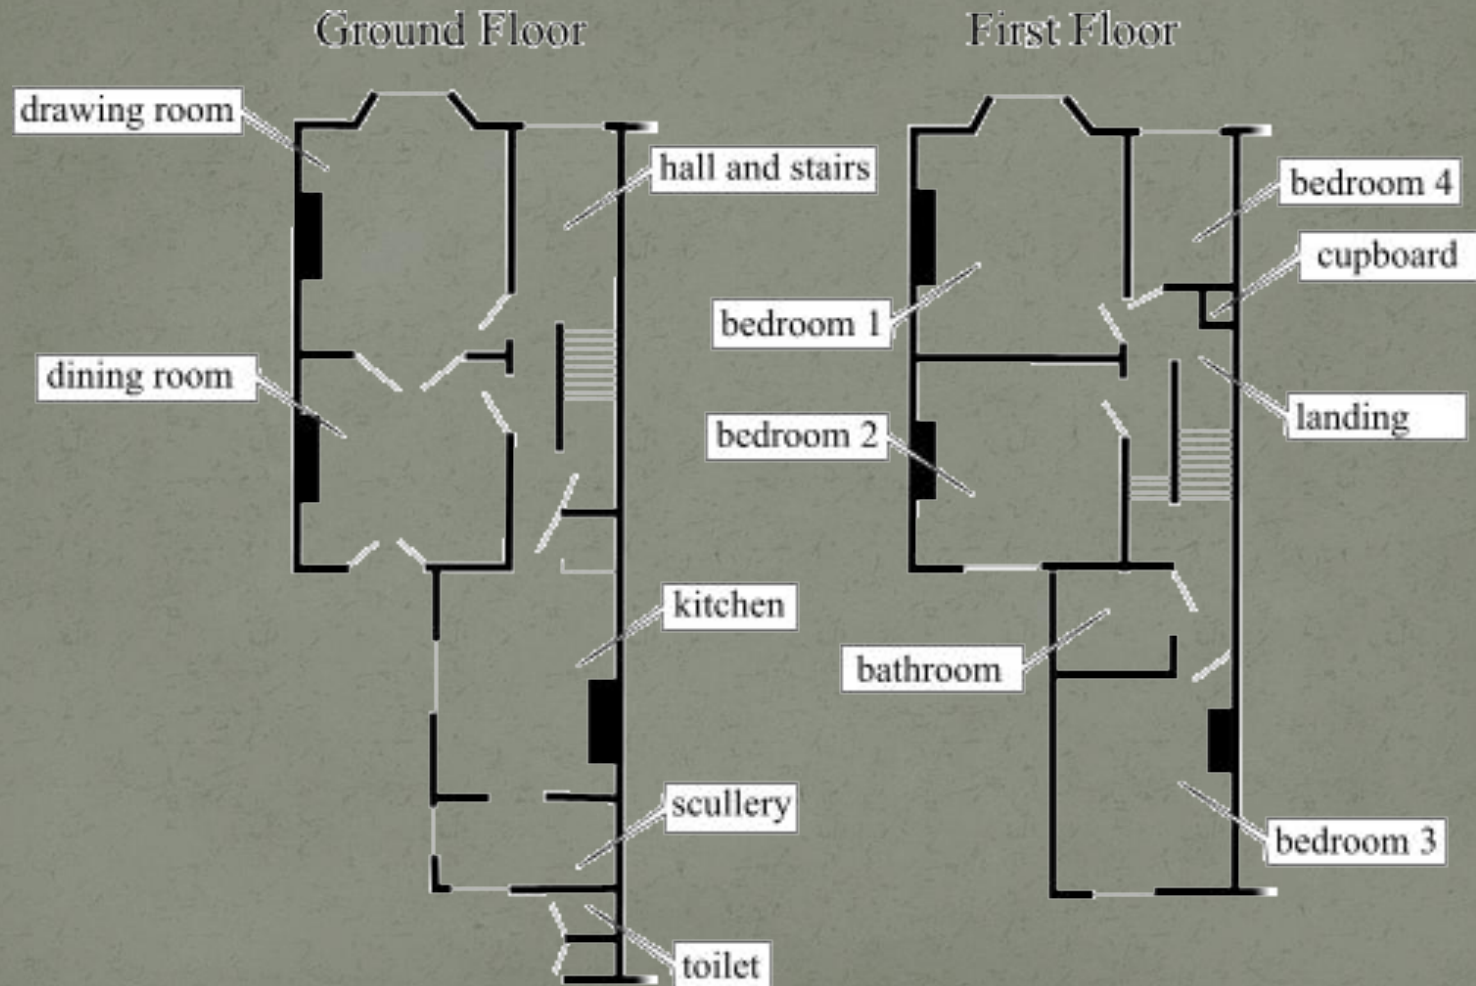 Ground Floor
drawing room
hall and stairs
dining room
kitchen
scullery
toilet
First Floor
bedroom 4
cupboard
bedroom 1
landing
bedroom 2
bathroom
bedroom 3